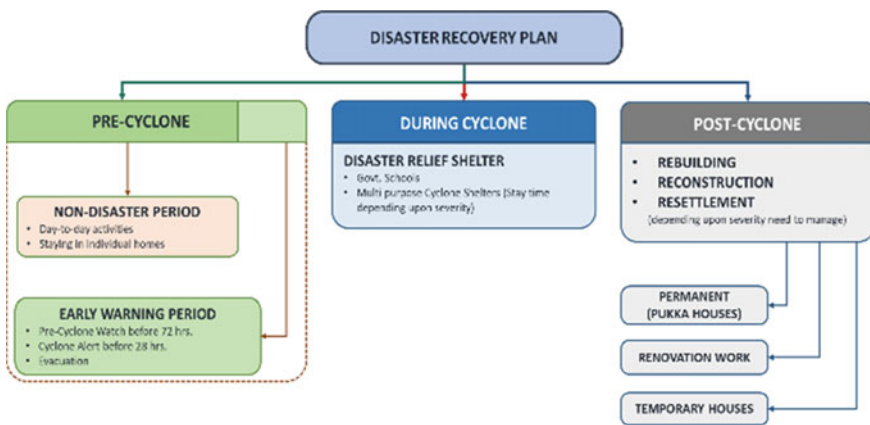 DISASTER RECOVERY PLAN
PRE-CYCLONE
NON-DISASTER PERIOD
• Day-to-day activities
• Staying in individual homes
EARLY WARNING PERIOD
• Pre-Cyclone Watch before 72 hrs.
• Cyclone Alert before 28 hrs.
• Evacuation
DURING CYCLONE
DISASTER RELIEF SHELTER
• Govt. Schools
• Multi purpose Cyclone Shelters (Stay time
depending upon severity)
POST-CYCLONE
• REBUILDING
• RECONSTRUCTION
• RESETTLEMENT
(depending upon severity need to manage)
PERMANENT
(PUKKA HOUSES)
RENOVATION WORK
TEMPORARY HOUSES